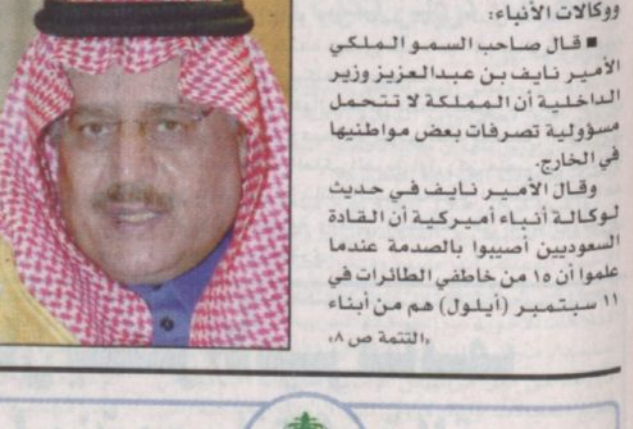 ووكالات الأنباء:
■ قال صاحب السمو الملكي
الأمير نايف بن عبدالعزيز وزير
الداخلية أن المملكة لا تتحمل
مسؤولية تصرفات بعض مواطنيها
في الخارج.
وقال الأمير نايف في حديث
لوكالة أنباء أميركية أن القادة
السعوديين أصيبوا بالصدمة عندما
علموا أن ١٥ من خاطفي الطائرات في
١١ سبتمبر (أيلول) هم من أبناء
«التتمة ص ٨»